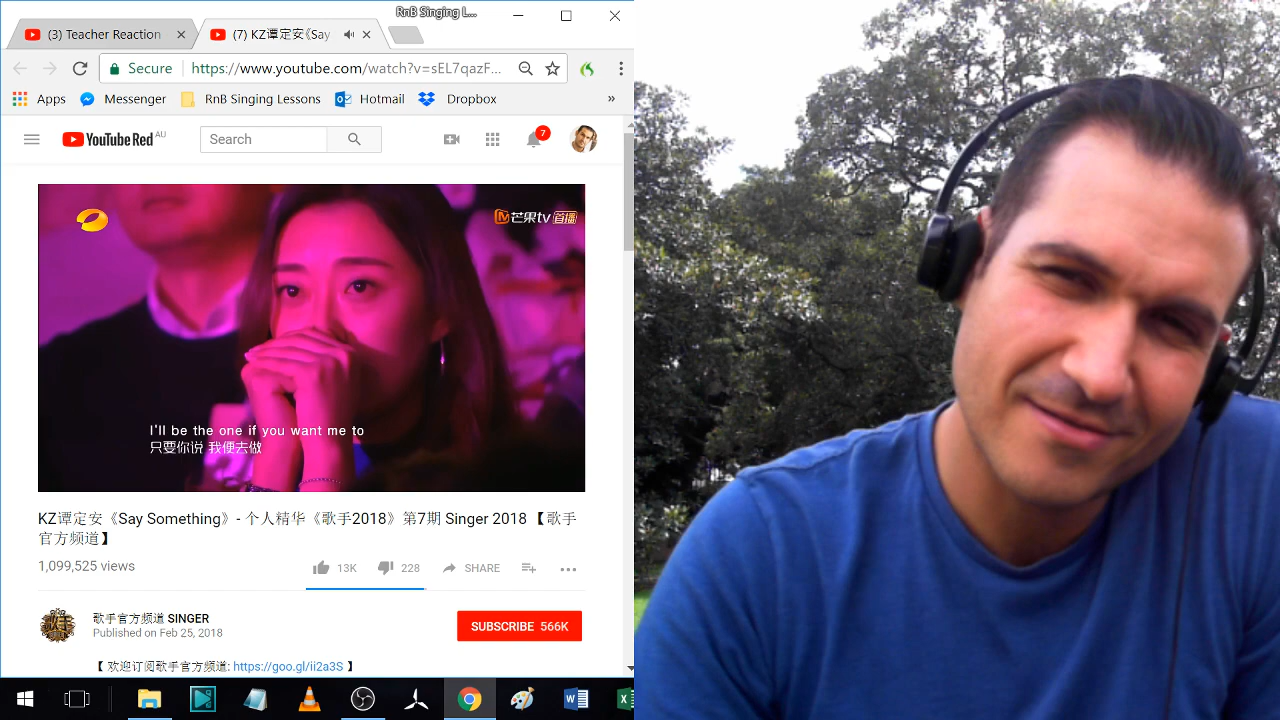 RnB Singing L...
(3) Teacher Reaction
(7) KZ谭定安《Say
Secure
https://www.youtube.com/watch?v=sEL7qazF...
Apps
Messenger
RnB Singing Lessons
Hotmail
Dropbox
»
YouTube Red AU
Search
7
芒果tv 首播
I'll be the one if you want me to
只要你说 我便去做
KZ谭定安《Say Something》- 个人精华《歌手2018》第7期 Singer 2018 【歌手
官方频道】
1,099,525 views
13K
228
SHARE
歌手官方频道 SINGER
Published on Feb 25, 2018
SUBSCRIBE 566K
【 欢迎订阅歌手官方频道: https://goo.gl/ii2a3S 】